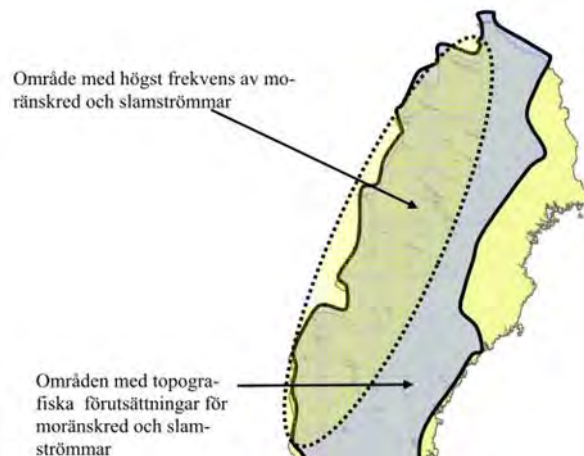 Område med högst frekvens av mo-
ränskred och slamströmmar
Områden med topogra-
fiska förutsättningar för
moränskred och slam-
strömmar